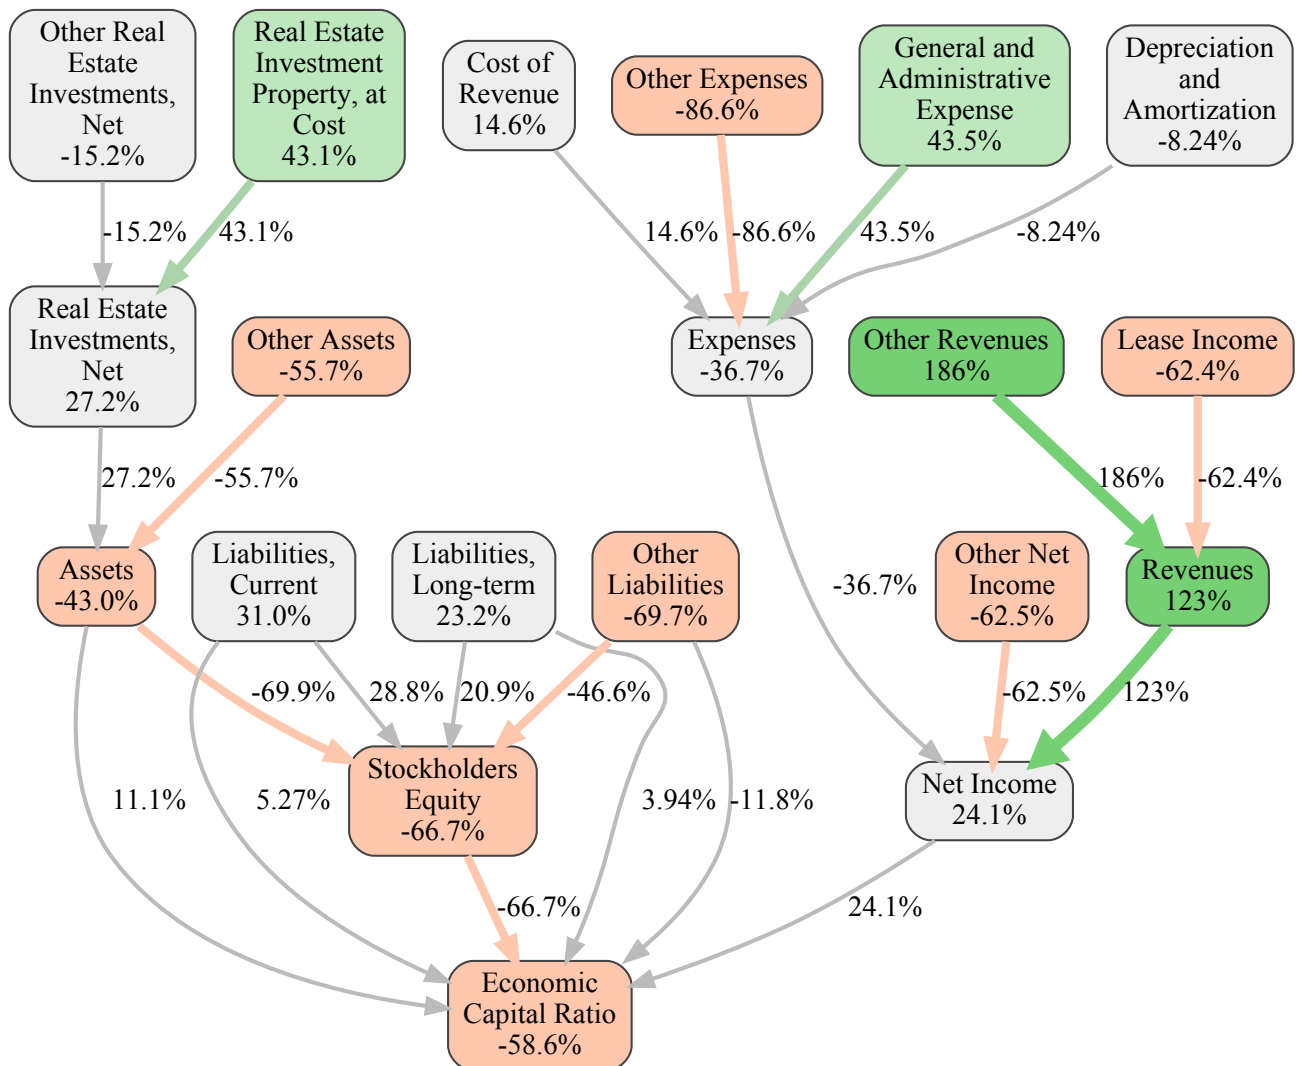 Other Real
Estate
Investments,
Net
-15.2%
Real Estate
Investment
Property, at
Cost
43.1%
Cost of
Revenue
14.6%
Other Expenses
-86.6%
General and
Administrative
Expense
43.5%
Depreciation
and
Amortization
-8.24%
-15.2%
43.1%
14.6%
-86.6%
43.5%
-8.24%
Real Estate
Investments,
Net
27.2%
Other Assets
-55.7%
Expenses
-36.7%
Other Revenues
186%
Lease Income
-62.4%
27.2%
-55.7%
186%
-62.4%
Assets
-43.0%
Liabilities,
Current
31.0%
Liabilities,
Long-term
23.2%
Other
Liabilities
-69.7%
-36.7%
Other Net
Income
-62.5%
Revenues
123%
-69.9%
28.8%
20.9%
-46.6%
-62.5%
123%
11.1%
5.27%
Stockholders
Equity
-66.7%
3.94%
-11.8%
Net Income
24.1%
-66.7%
24.1%
Economic
Capital Ratio
-58.6%